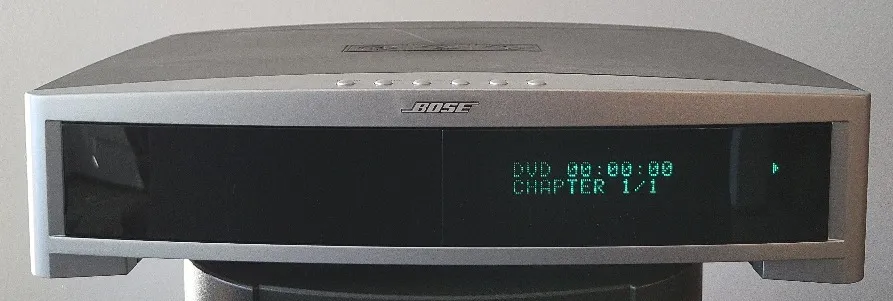 BOSE
DVD 00:00:00
CHAPTER 1/1